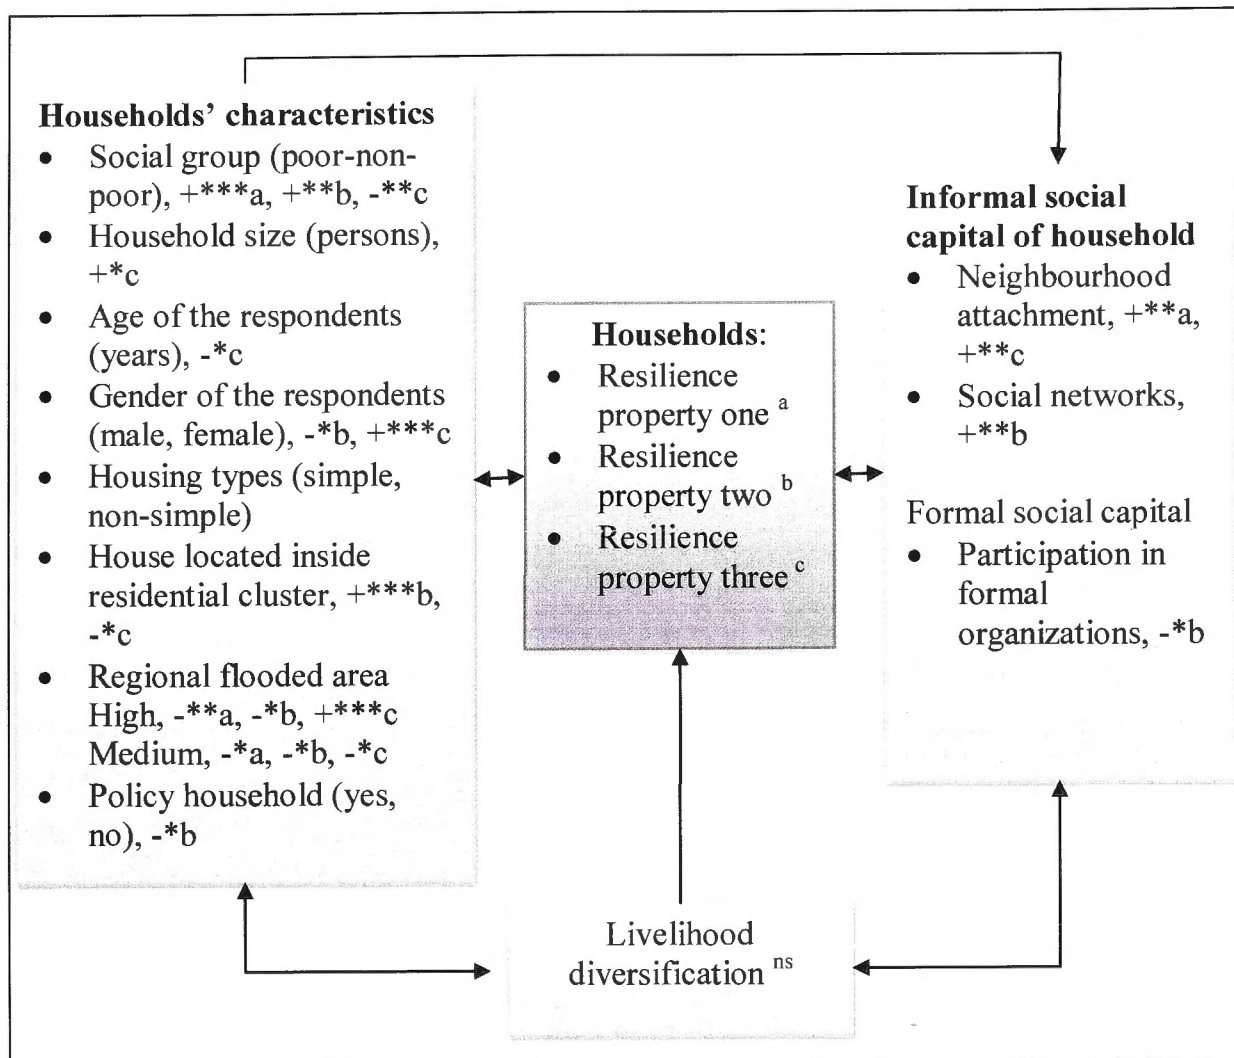 Households’ characteristics
• Social group (poor-non-
poor), +***a, +**b, -**c
• Household size (persons),
+*c
• Age of the respondents
(years), -*c
• Gender of the respondents
(male, female), -*b, +***c
• Housing types (simple,
non-simple)
• House located inside
residential cluster, +***b,
-*c
• Regional flooded area
High, -**a, -*b, +***c
Medium, -*a, -*b, -*c
• Policy household (yes,
no), -*b
Households:
• Resilience
property one a
• Resilience
property two b
• Resilience
property three c
Informal social
capital of household
• Neighbourhood
attachment, +**a,
+**c
• Social networks,
+**b
Formal social capital
• Participation in
formal
organizations, -*b
Livelihood
diversification ns